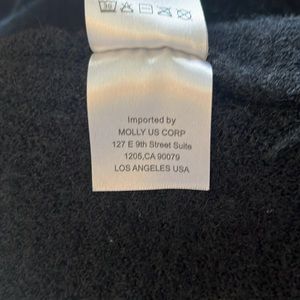 Imported by
MOLLY US CORP
127 E 9th Street Suite
1205,CA 90079
LOS ANGELES USA